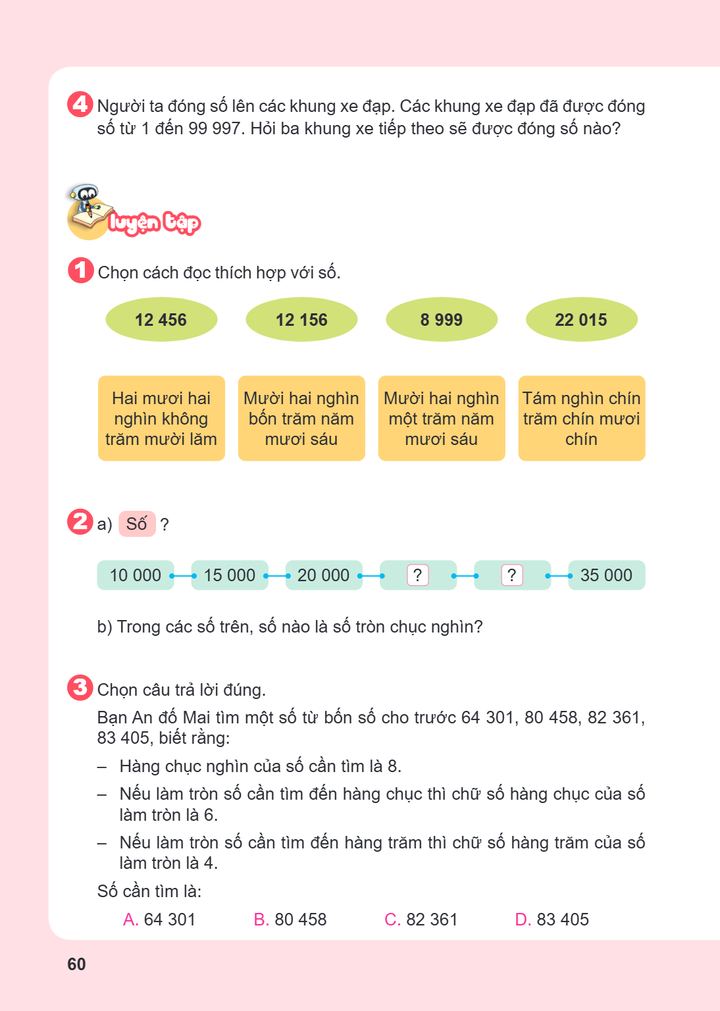 4 Người ta đóng số lên các khung xe đạp. Các khung xe đạp đã được đóng
số từ 1 đến 99 997. Hỏi ba khung xe tiếp theo sẽ được đóng số nào?
luyện tập
1 Chọn cách đọc thích hợp với số.
12 456 12 156 8 999 22 015
Hai mươi hai
nghìn không
trăm mười lăm
Mười hai nghìn
bốn trăm năm
mươi sáu
Mười hai nghìn
một trăm năm
mươi sáu
Tám nghìn chín
trăm chín mươi
chín
2 a) Số ?
10 000 15 000 20 000 ? ? 35 000
b) Trong các số trên, số nào là số tròn chục nghìn?
3 Chọn câu trả lời đúng.
Bạn An đố Mai tìm một số từ bốn số cho trước 64 301, 80 458, 82 361,
83 405, biết rằng:
– Hàng chục nghìn của số cần tìm là 8.
– Nếu làm tròn số cần tìm đến hàng chục thì chữ số hàng chục của số
làm tròn là 6.
– Nếu làm tròn số cần tìm đến hàng trăm thì chữ số hàng trăm của số
làm tròn là 4.
Số cần tìm là:
A. 64 301 B. 80 458 C. 82 361 D. 83 405
60